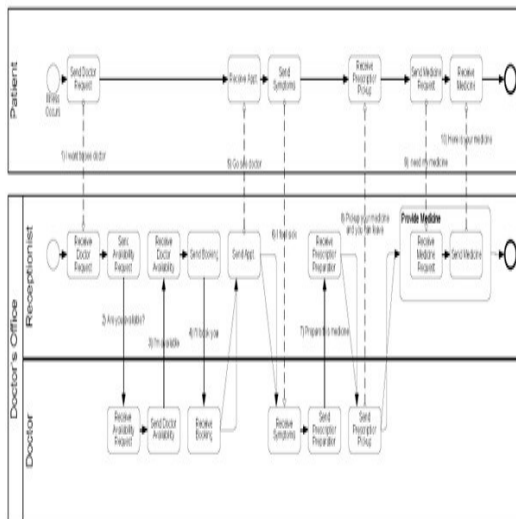 Patient
Illness
Occurs
Send Doctor
Request
Receive Appt.
Send
Symptoms
Receive
Prescription
Pickup
Send Medicine
Request
Receive
Medicine
1) I want to see doctor
5) Go see doctor
6) I feel sick
8) Pickup your medicine
and you can leave
9) need my medicine
10) Here is your medicine
Doctor's Office
Receptionist
Receive
Doctor
Request
Send
Availability
Request
Receive
Doctor
Availability
Send Booking
Send Appt.
Receive
Prescription
Preparation
Provide Medicine
Receive
Medicine
Request
Send Medicine
2) Are you available?
3) I'm available
4) I'll book you
7) Prepare this medicine
Doctor
Receive
Availability
Request
Send Doctor
Availability
Receive
Booking
Receive
Symptoms
Send
Prescription
Preparation
Send
Prescription
Pickup